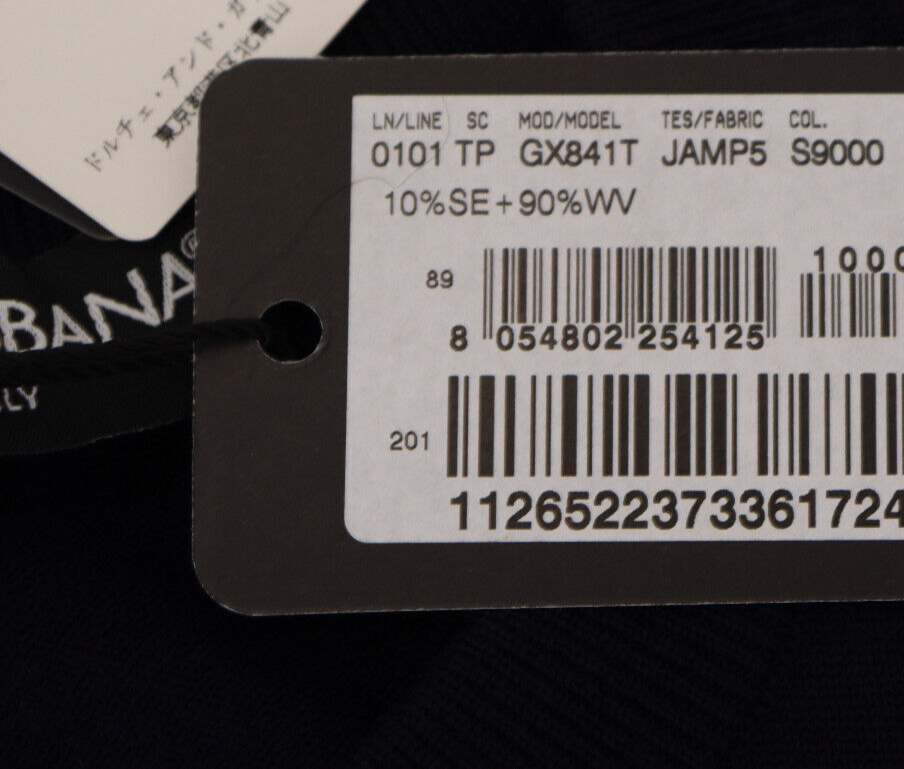 ドルチェ・アンド・ガ
東京都港区北青山
BANA®
LY
LN/LINE SC MOD/MODEL TES/FABRIC COL.
0101 TP GX841T JAMP5 S9000
10%SE+90%WV
89
1000
8 054802 254125
201
11265223733617724